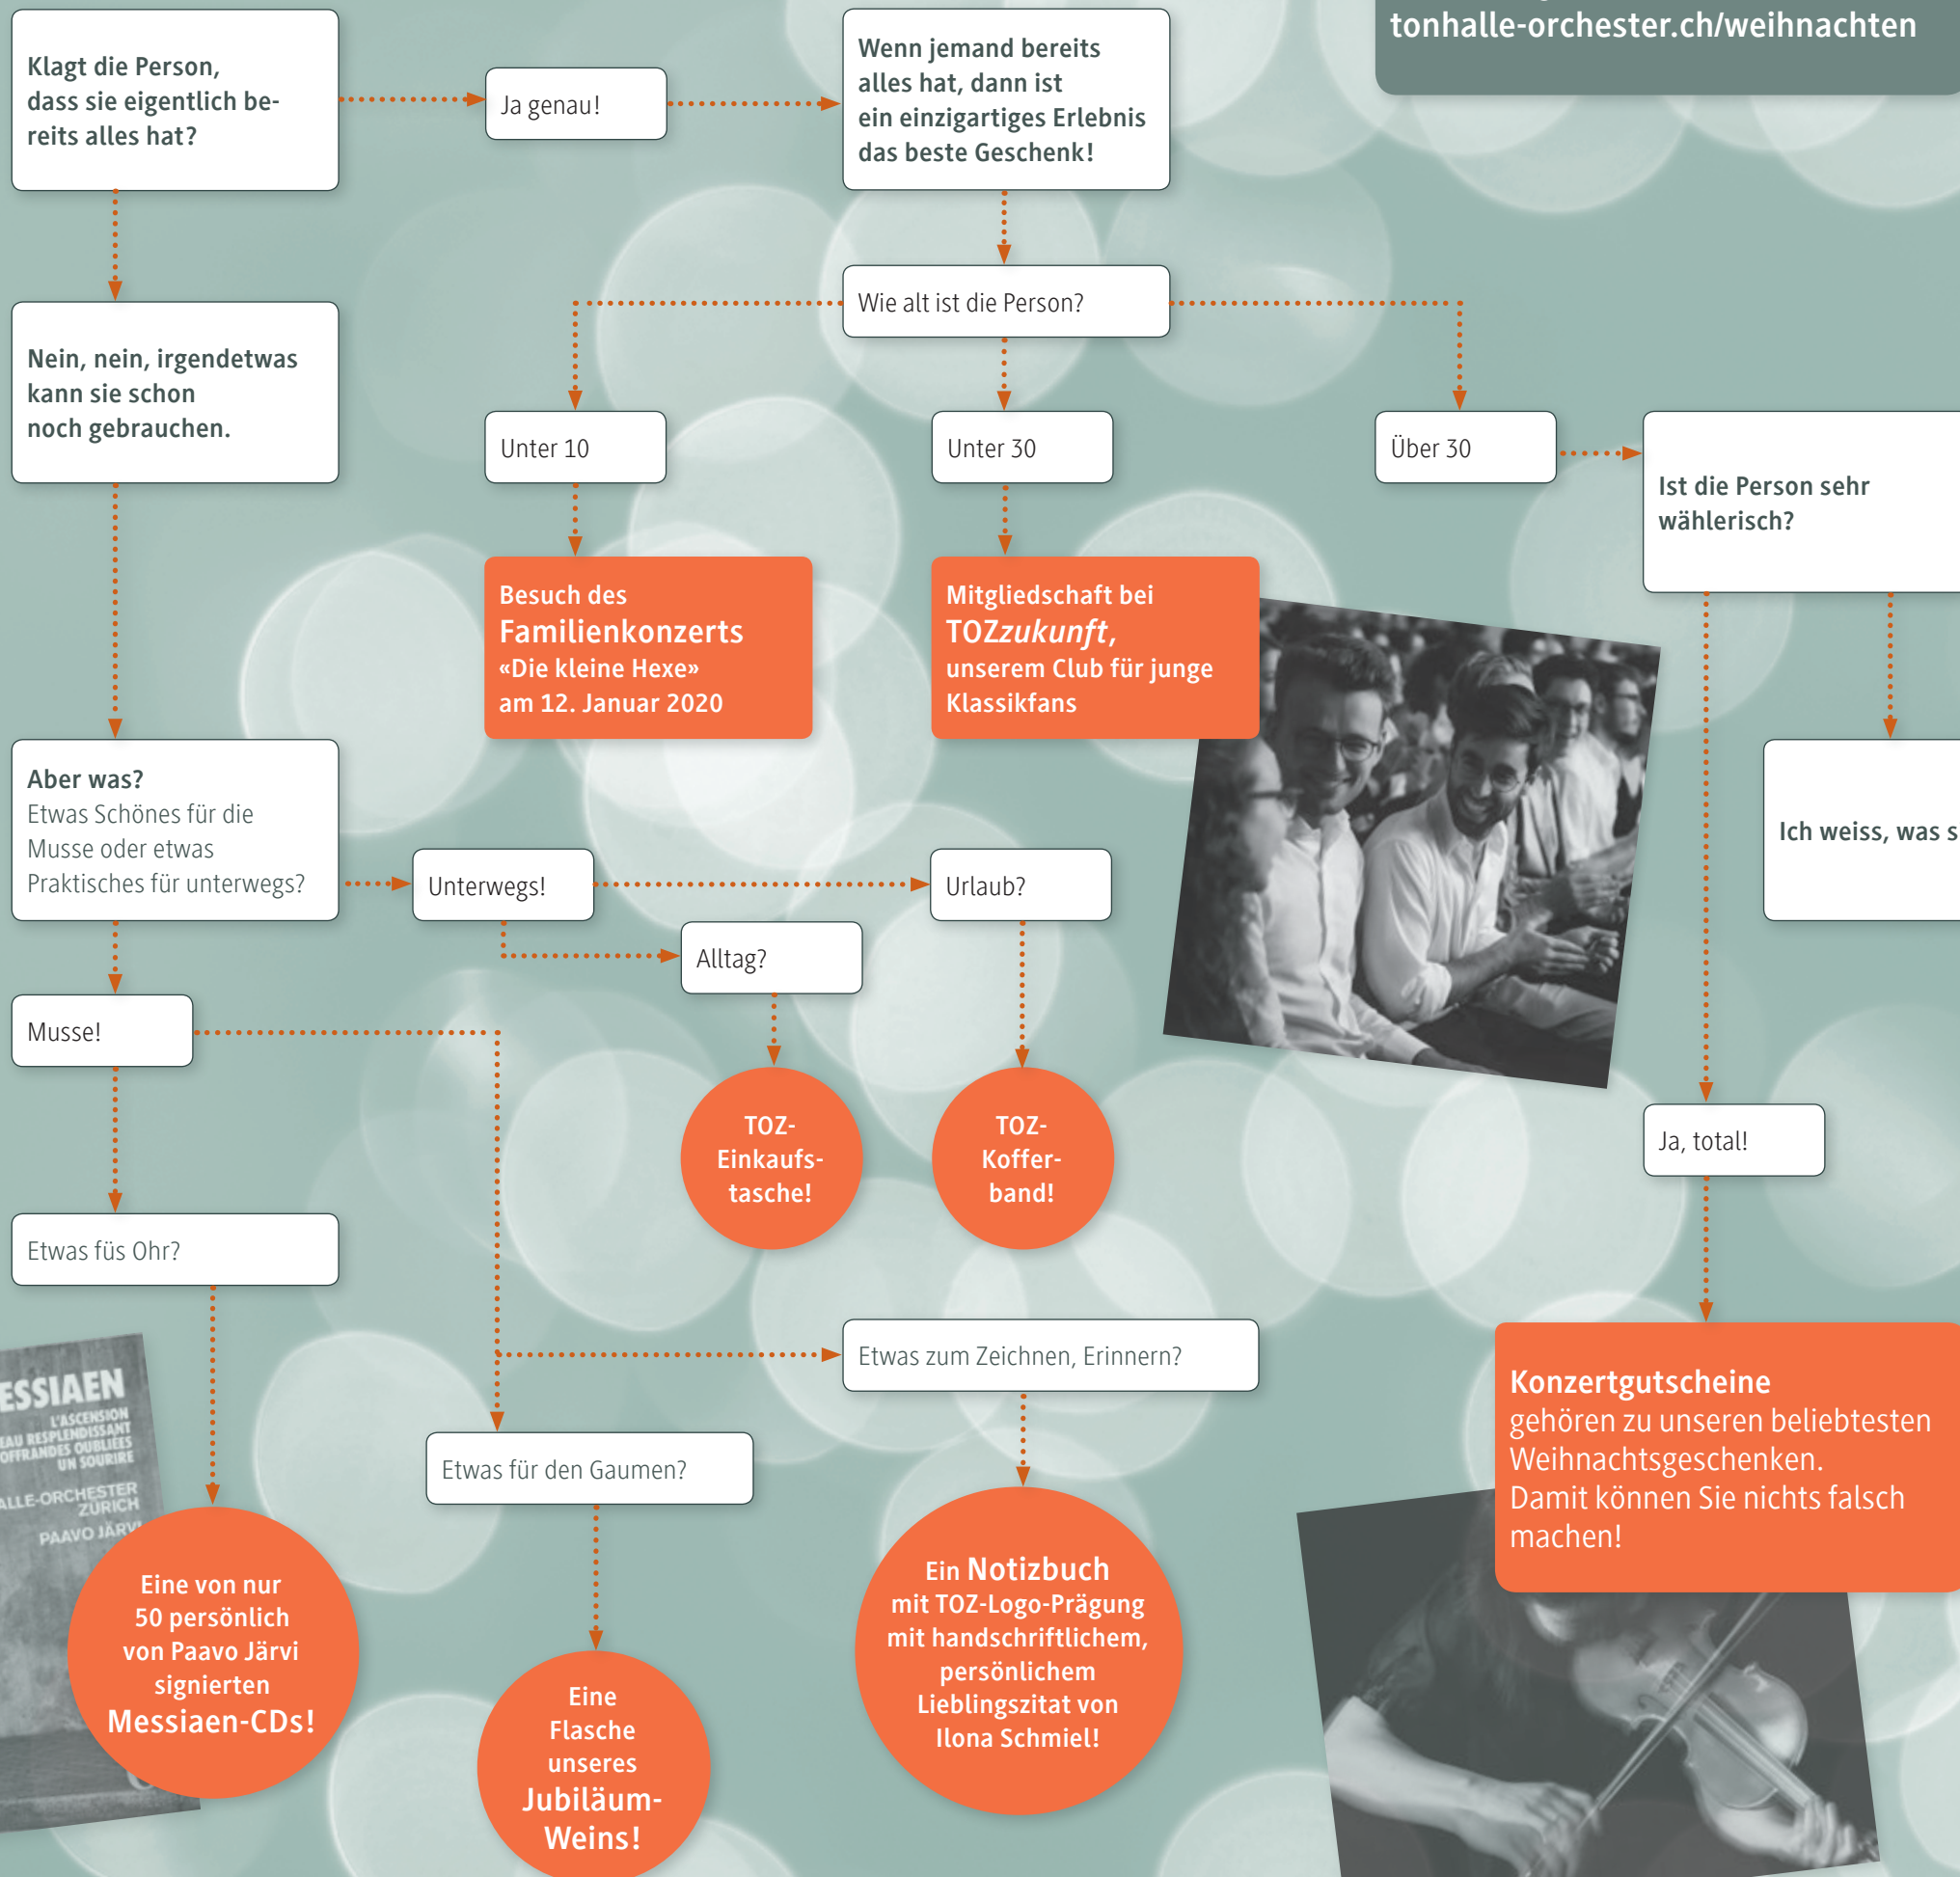 tonhalle-orchester.ch/weihnachten
Klagt die Person,
dass sie eigentlich be-
reits alles hat?
Ja genau!
Wenn jemand bereits
alles hat, dann ist
ein einzigartiges Erlebnis
das beste Geschenk!
Wie alt ist die Person?
Nein, nein, irgendetwas
kann sie schon
noch gebrauchen.
Unter 10
Unter 30
Über 30
Ist die Person sehr
wählerisch?
Besuch des
Familienkonzerts
«Die kleine Hexe»
am 12. Januar 2020
Mitgliedschaft bei
TOZzukunft,
unserem Club für junge
Klassikfans
Aber was?
Etwas Schönes für die
Musse oder etwas
Praktisches für unterwegs?
Unterwegs!
Urlaub?
Ich weiss, was s
Alltag?
Musse!
TOZ-
Einkaufs-
tasche!
TOZ-
Koffer-
band!
Ja, total!
Etwas füs Ohr?
Etwas zum Zeichnen, Erinnern?
Etwas für den Gaumen?
Konzertgutscheine
gehören zu unseren beliebtesten
Weihnachtsgeschenken.
Damit können Sie nichts falsch
machen!
ESSIAEN
L'ASCENSION
EAU RESPLENDISSANT
OFFRANDES OUBLIÉES
UN SOURIRE
ALLE-ORCHESTER
ZÜRICH
PAAVO JÄRVI
Eine von nur
50 persönlich
von Paavo Järvi
signierten
Messiaen-CDs!
Eine
Flasche
unseres
Jubiläum-
Weins!
Ein Notizbuch
mit TOZ-Logo-Prägung
mit handschriftlichem,
persönlichem
Lieblingszitat von
Ilona Schmiel!